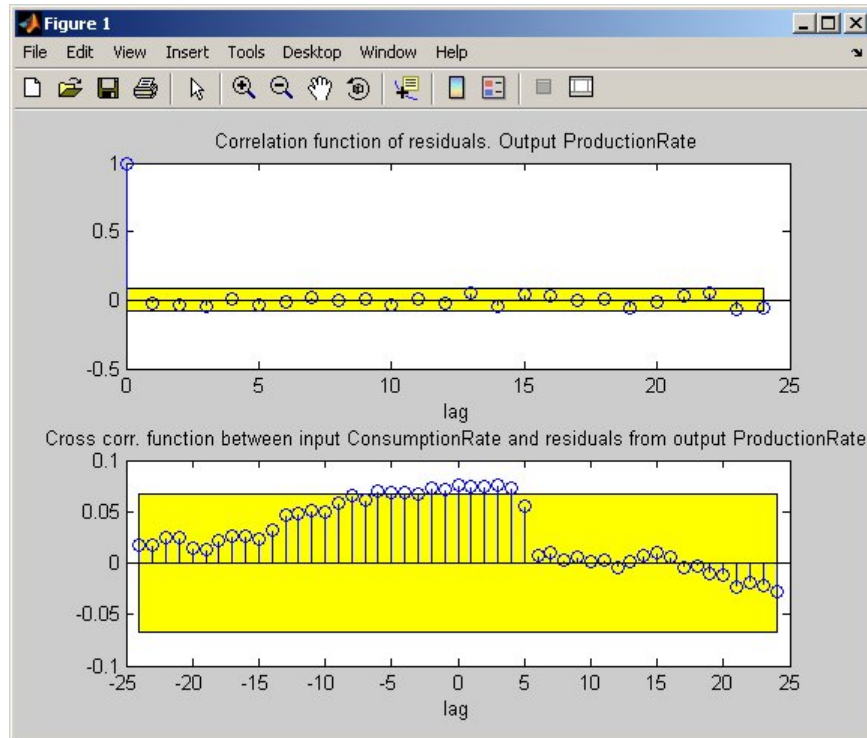 Figure 1
File Edit View Insert Tools Desktop Window Help
Correlation function of residuals. Output ProductionRate
1
0.5
0
-0.5
0 5 10 15 20 25
lag
Cross corr. function between input ConsumptionRate and residuals from output ProductionRate
0.1
0.05
0
-0.05
-0.1
-25 -20 -15 -10 -5 0 5 10 15 20 25
lag